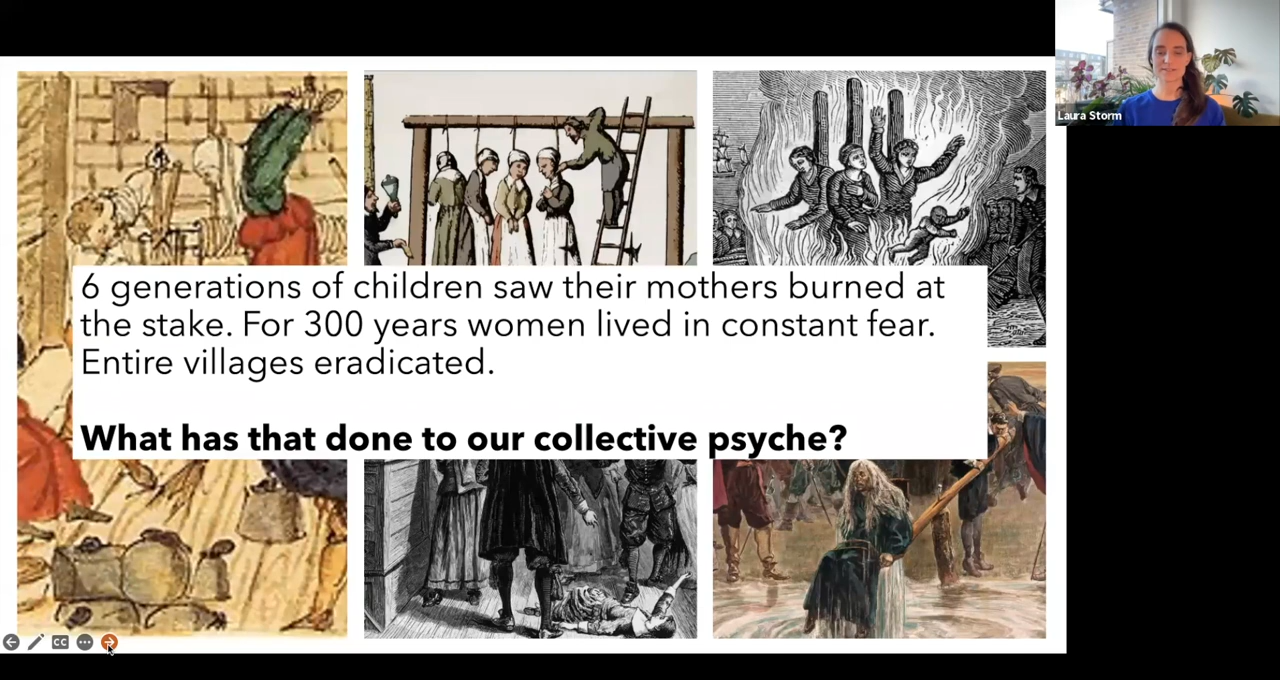 Laura Storm
6 generations of children saw their mothers burned at
the stake. For 300 years women lived in constant fear.
Entire villages eradicated.
What has that done to our collective psyche?
CC